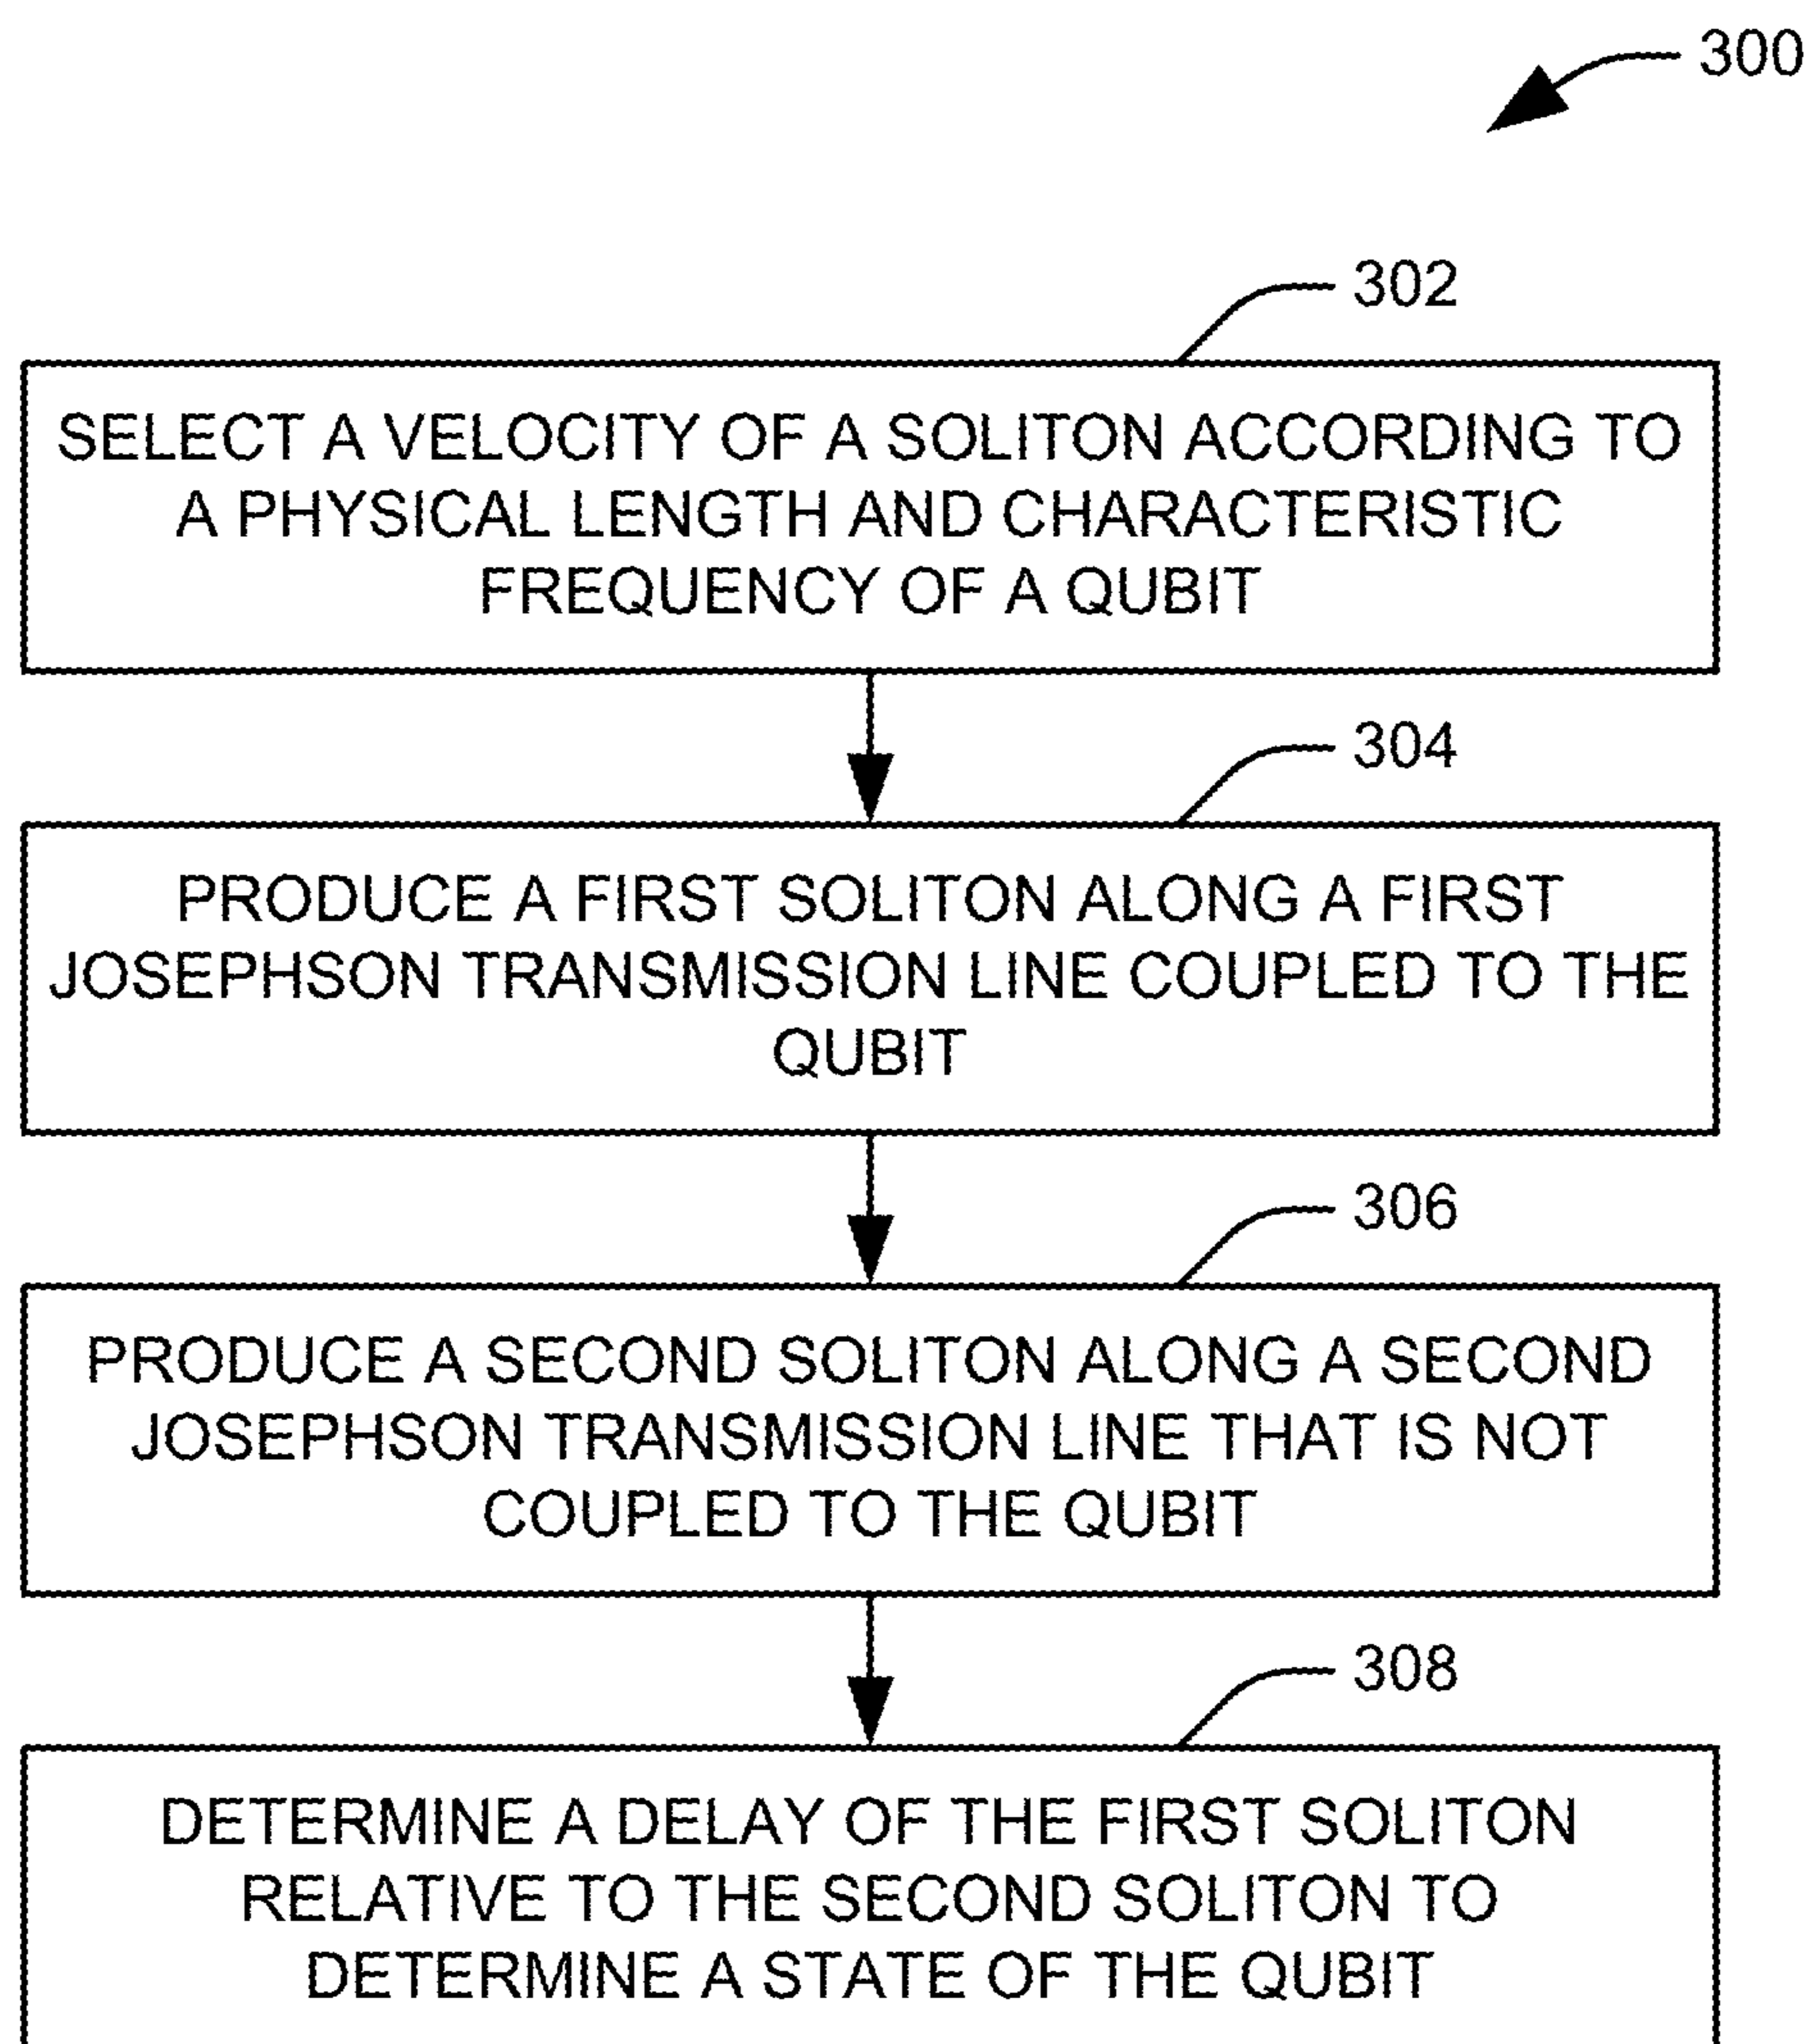 300
302
SELECT A VELOCITY OF A SOLITON ACCORDING TO
A PHYSICAL LENGTH AND CHARACTERISTIC
FREQUENCY OF A QUBIT
304
PRODUCE A FIRST SOLITON ALONG A FIRST
JOSEPHSON TRANSMISSION LINE COUPLED TO THE
QUBIT
306
PRODUCE A SECOND SOLITON ALONG A SECOND
JOSEPHSON TRANSMISSION LINE THAT IS NOT
COUPLED TO THE QUBIT
308
DETERMINE A DELAY OF THE FIRST SOLITON
RELATIVE TO THE SECOND SOLITON TO
DETERMINE A STATE OF THE QUBIT